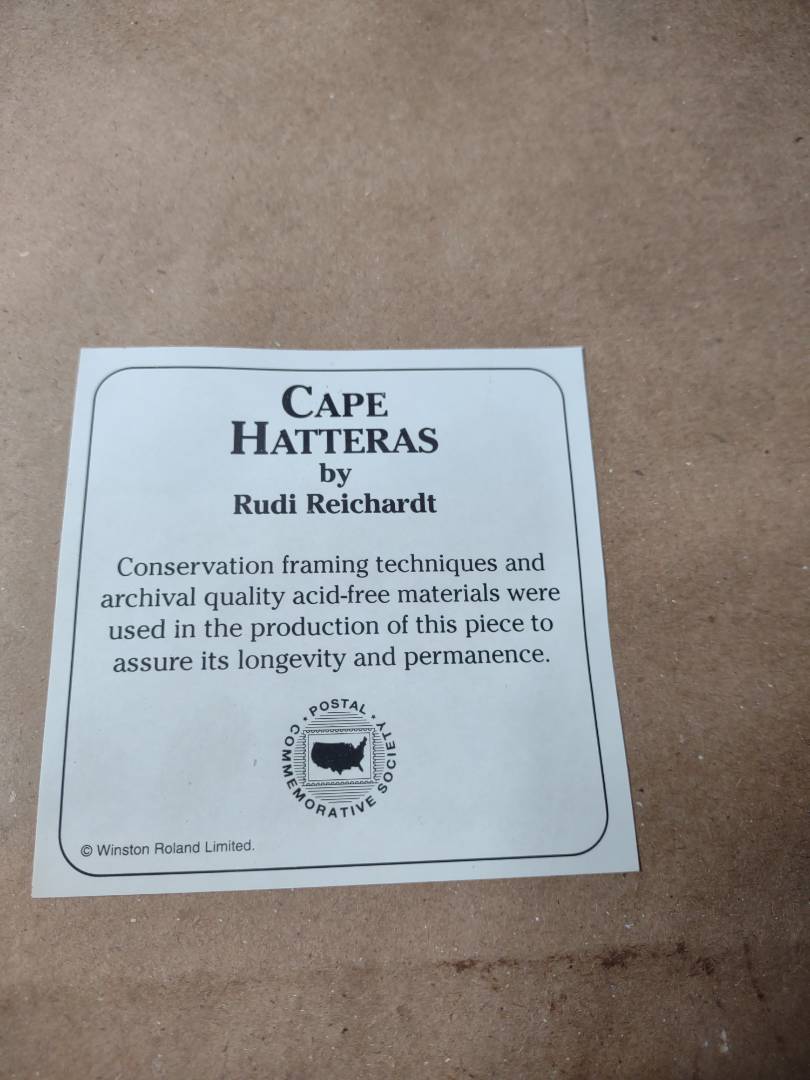 CAPE
HATTERAS
by
Rudi Reichardt
Conservation framing techniques and
archival quality acid-free materials were
used in the production of this piece to
assure its longevity and permanence.
POSTAL
COMMEMORATIVE SOCIETY
© Winston Roland Limited.